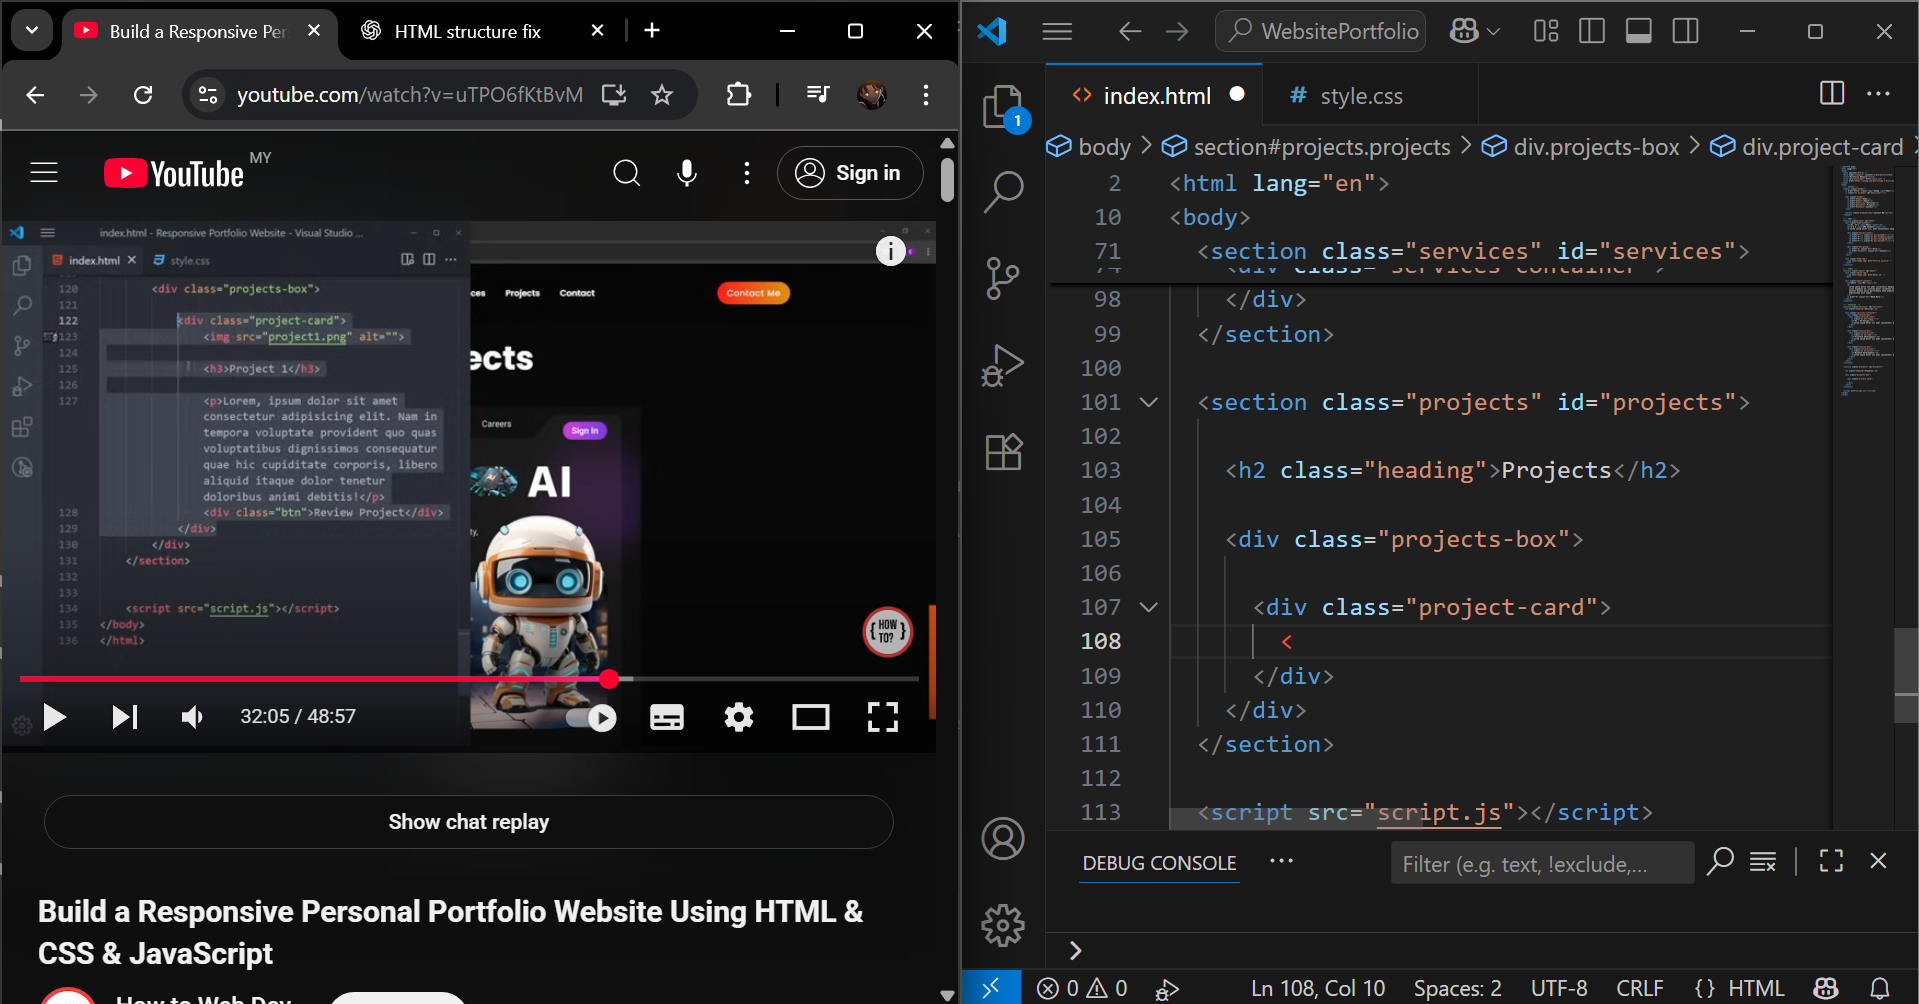 Build a Responsive Per
HTML structure fix
youtube.com/watch?v=uTPO6fKtBvM
YouTube MY
Sign in
index.html - Responsive Portfolio Website - Visual Studio ...
index.html
style.css
120 <div class="projects-box">
121
122 <div class="project-card">
123 <img src="project1.png" alt="">
124
125 <h3>Project 1</h3>
126
127 <p>Lorem, ipsum dolor sit amet
consectetur adipisicing elit. Nam in
tempora voluptate provident quo quas
voluptatibus dignissimos consequatur
quae hic cupiditate corporis, libero
aliquid itaque dolor tenetur
doloribus animi debitis!</p>
128 <div class="btn">Review Project</div>
129 </div>
130 </div>
131 </section>
132
133
134 <script src="script.js"></script>
135 </body>
136 </html>
ces Projects Contact
Contact Me
ects
Careers
Sign In
AI
{ HOW TO? }
32:05 / 48:57
Show chat replay
Build a Responsive Personal Portfolio Website Using HTML &
CSS & JavaScript
How to Web Dev
WebsitePortfolio
1
index.html
# style.css
body > section#projects.projects > div.projects-box > div.project-card >
2 <html lang="en">
10 <body>
71 <section class="services" id="services">
74 <div class="services-container">
98 </div>
99 </section>
100
101 <section class="projects" id="projects">
102
103 <h2 class="heading">Projects</h2>
104
105 <div class="projects-box">
106
107 <div class="project-card">
108 <
109 </div>
110 </div>
111 </section>
112
113 <script src="script.js"></script>
DEBUG CONSOLE
Filter (e.g. text, !exclude,...
0 0
Ln 108, Col 10
Spaces: 2
UTF-8
CRLF
{ } HTML